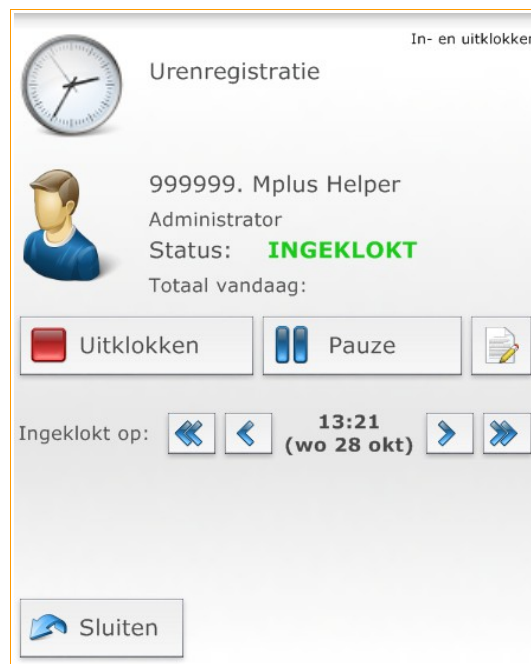 In- en uitklokken
Urenregistratie
999999. Mplus Helper
Administrator
Status: INGEKLOKT
Totaal vandaag:
Uitklokken
Pauze
Ingeklokt op:
13:21
(wo 28 okt)
Sluiten